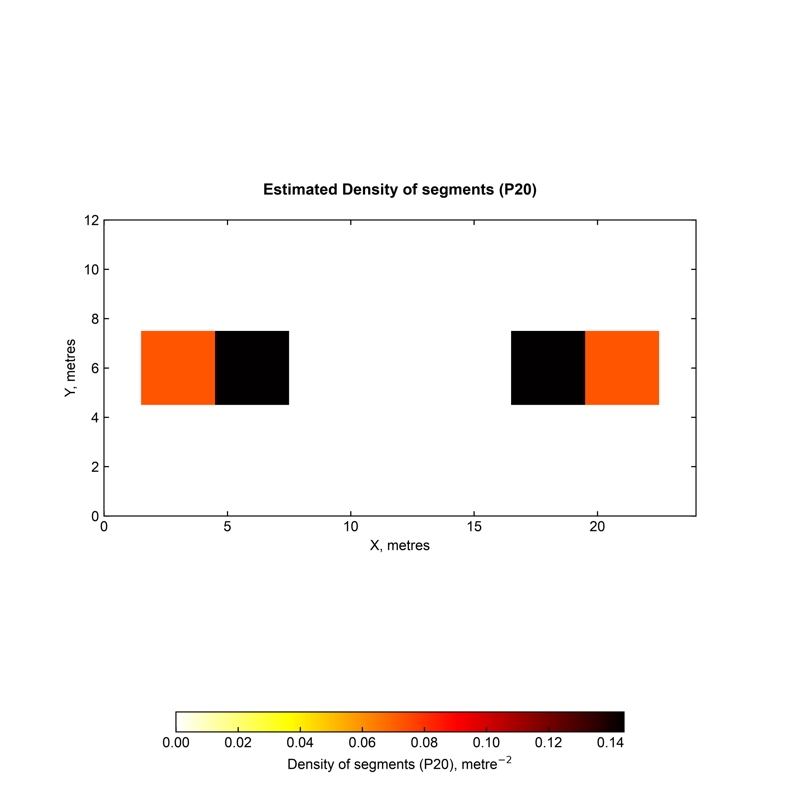 Estimated Density of segments (P20)
12
10
8
6
4
2
0
Y, metres
0 5 10 15 20
X, metres
0.00 0.02 0.04 0.06 0.08 0.10 0.12 0.14
Density of segments (P20), metre⁻²